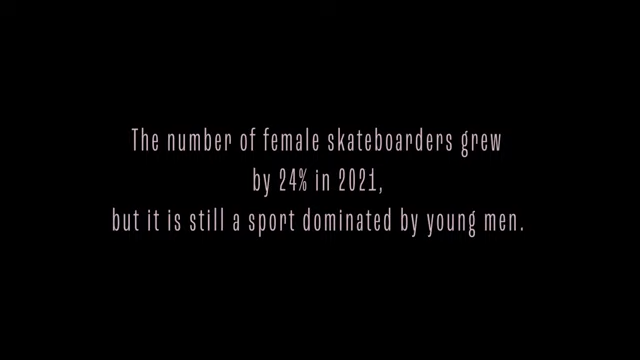 The number of female skateboarders grew
by 24% in 2021,
but it is still a sport dominated by young men.